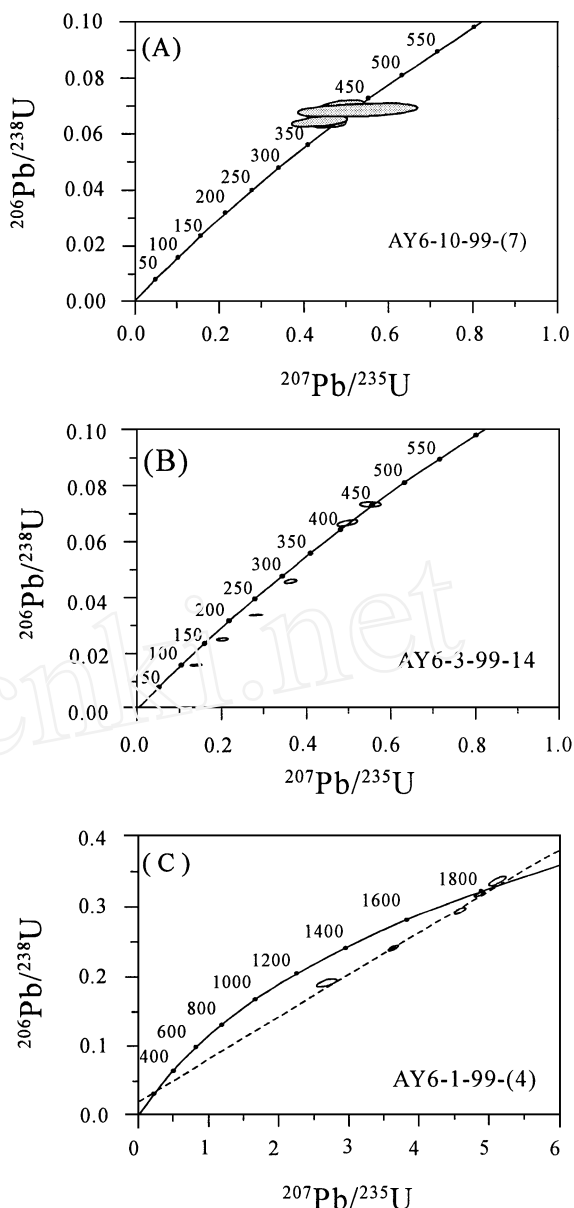 (A)
0.10
0.08
0.06
0.04
0.02
0.00
²⁰⁶Pb/²³⁸U
50
100
150
200
250
300
350
450
500
550
AY6-10-99-(7)
0.0 0.2 0.4 0.6 0.8 1.0
²⁰⁷Pb/²³⁵U
(B)
0.10
0.08
0.06
0.04
0.02
0.00
²⁰⁶Pb/²³⁸U
50
100
150
200
250
300
350
400
450
500
550
AY6-3-99-14
0.0 0.2 0.4 0.6 0.8 1.0
²⁰⁷Pb/²³⁵U
cnki.net
(C)
0.4
0.3
0.2
0.1
0.0
²⁰⁶Pb/²³⁸U
400
600
800
1000
1200
1400
1600
1800
AY6-1-99-(4)
0 1 2 3 4 5 6
²⁰⁷Pb/²³⁵U